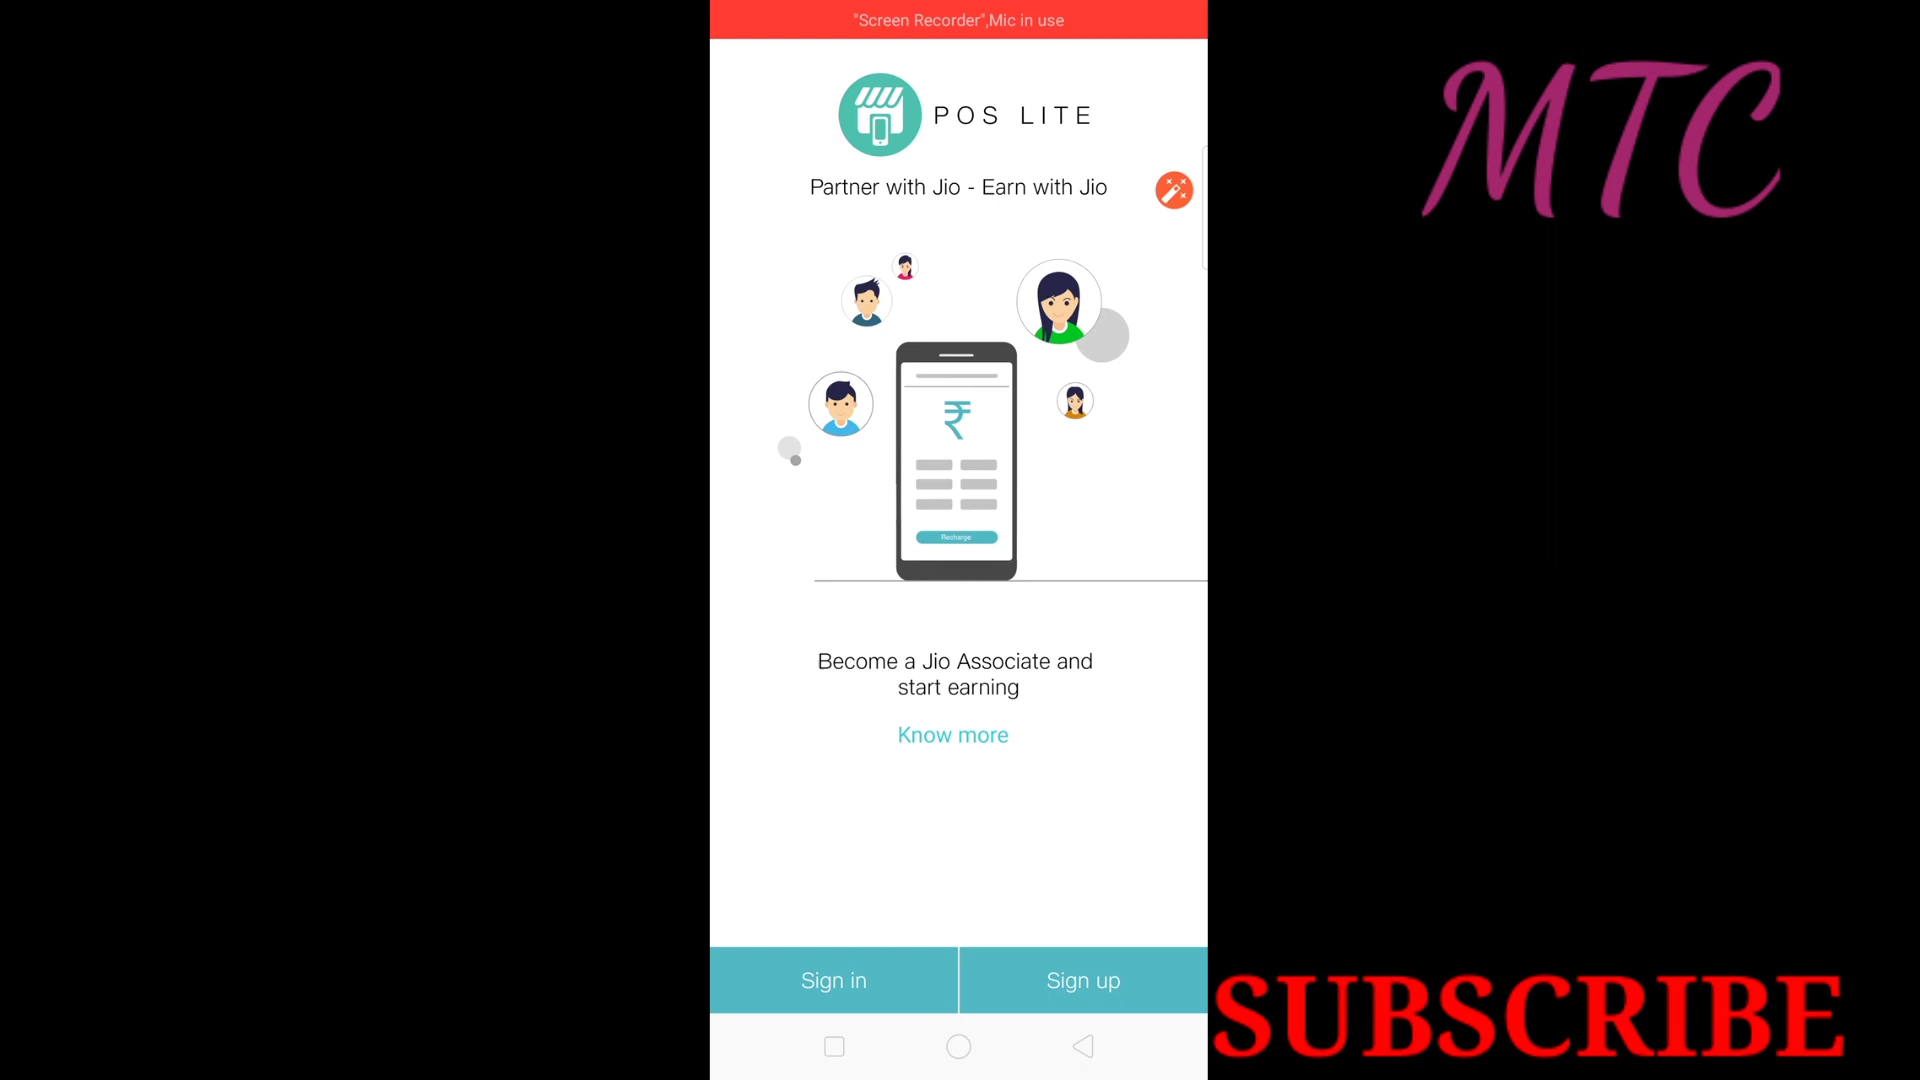 "Screen Recorder",Mic in use
MTC
POS LITE
Partner with Jio - Earn with Jio
₹
Recharge
Become a Jio Associate and
start earning
Know more
Sign in
Sign up
SUBSCRIBE